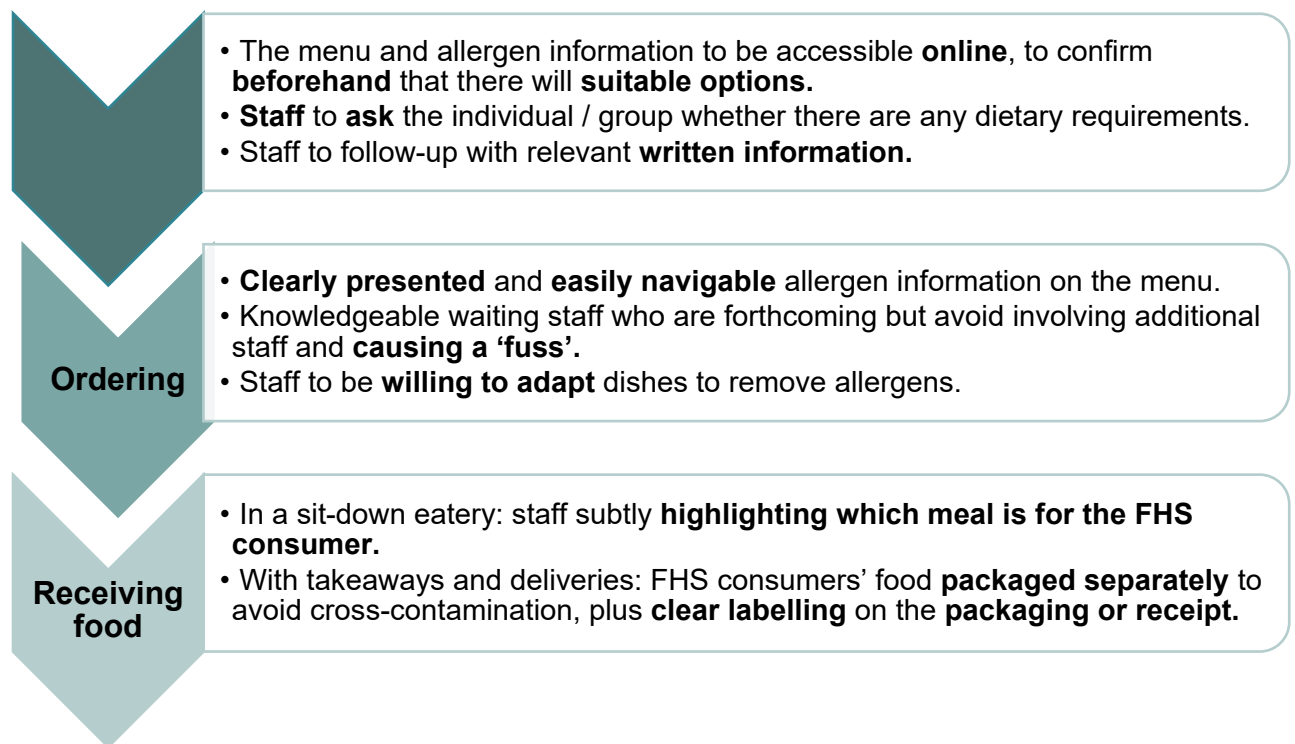 • The menu and allergen information to be accessible online, to confirm
beforehand that there will suitable options.
• Staff to ask the individual / group whether there are any dietary requirements.
• Staff to follow-up with relevant written information.
Ordering
• Clearly presented and easily navigable allergen information on the menu.
• Knowledgeable waiting staff who are forthcoming but avoid involving additional
staff and causing a ‘fuss’.
• Staff to be willing to adapt dishes to remove allergens.
Receiving
food
• In a sit-down eatery: staff subtly highlighting which meal is for the FHS
consumer.
• With takeaways and deliveries: FHS consumers’ food packaged separately to
avoid cross-contamination, plus clear labelling on the packaging or receipt.